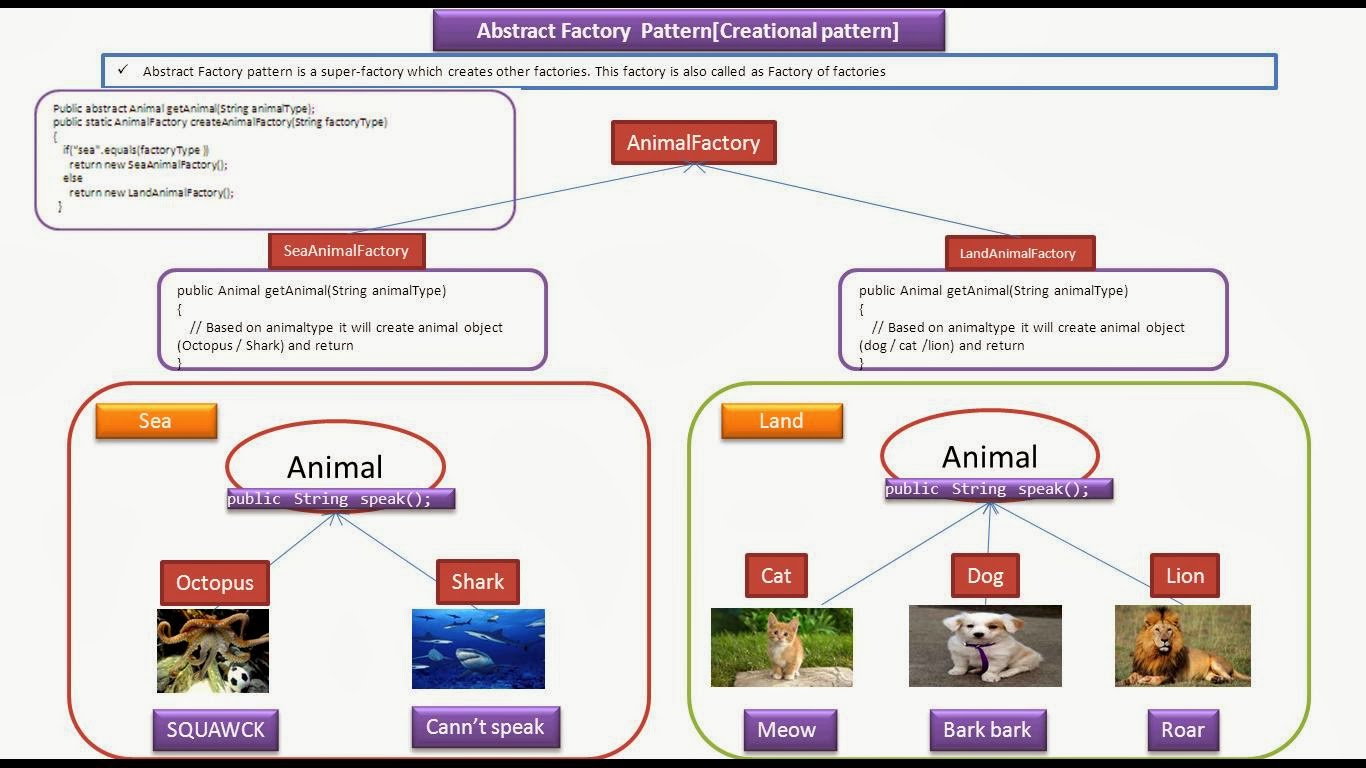 Abstract Factory Pattern[Creational pattern]
✓ Abstract Factory pattern is a super-factory which creates other factories. This factory is also called as Factory of factories
Public abstract Animal getAnimal(String animalType);
public static AnimalFactory createAnimalFactory(String factoryType)
{
if("sea".equals(factoryType ))
return new SeaAnimalFactory();
else
return new LandAnimalFactory();
}
AnimalFactory
SeaAnimalFactory
public Animal getAnimal(String animalType)
{
// Based on animaltype it will create animal object
(Octopus / Shark) and return
}
LandAnimalFactory
public Animal getAnimal(String animalType)
{
// Based on animaltype it will create animal object
(dog / cat /lion) and return
}
Sea
Animal
public String speak();
Octopus
Shark
SQUAWCK
Cann't speak
Land
Animal
public String speak();
Cat
Dog
Lion
Meow
Bark bark
Roar